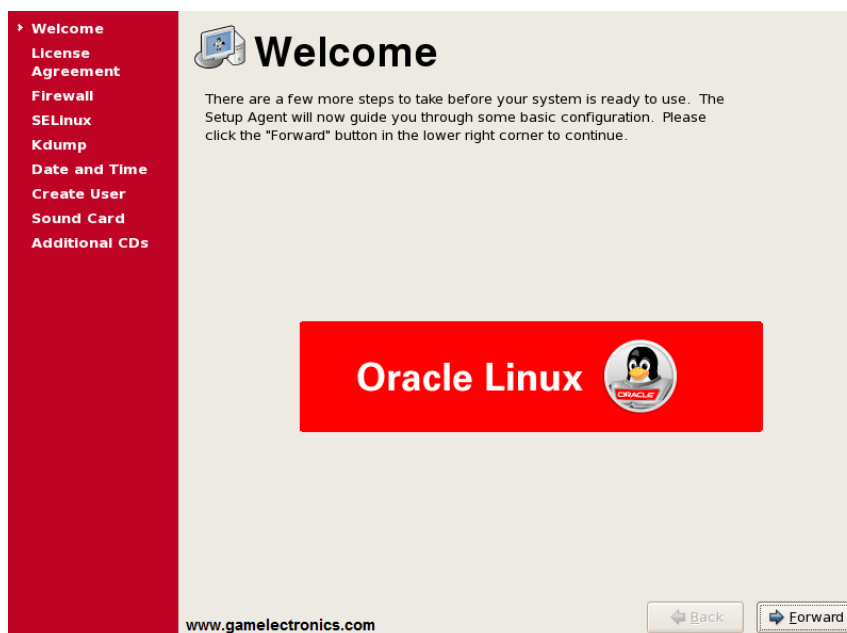 Welcome
License
Agreement
Firewall
SELinux
Kdump
Date and Time
Create User
Sound Card
Additional CDs
Welcome
There are a few more steps to take before your system is ready to use. The
Setup Agent will now guide you through some basic configuration. Please
click the "Forward" button in the lower right corner to continue.
Oracle Linux
ORACLE
www.gamelectronics.com
Back
Forward